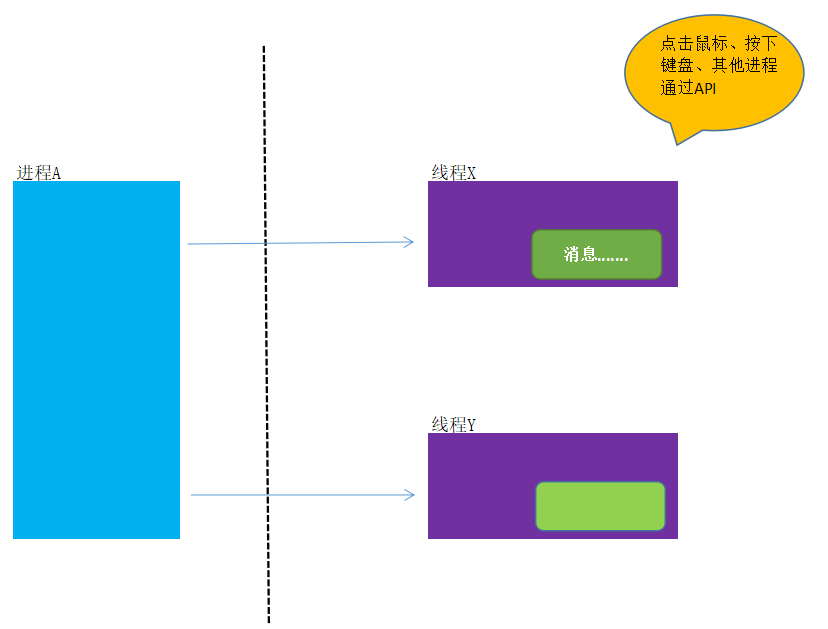 点击鼠标、按下
键盘、其他进程
通过API
进程A
线程X
消息.......
线程Y